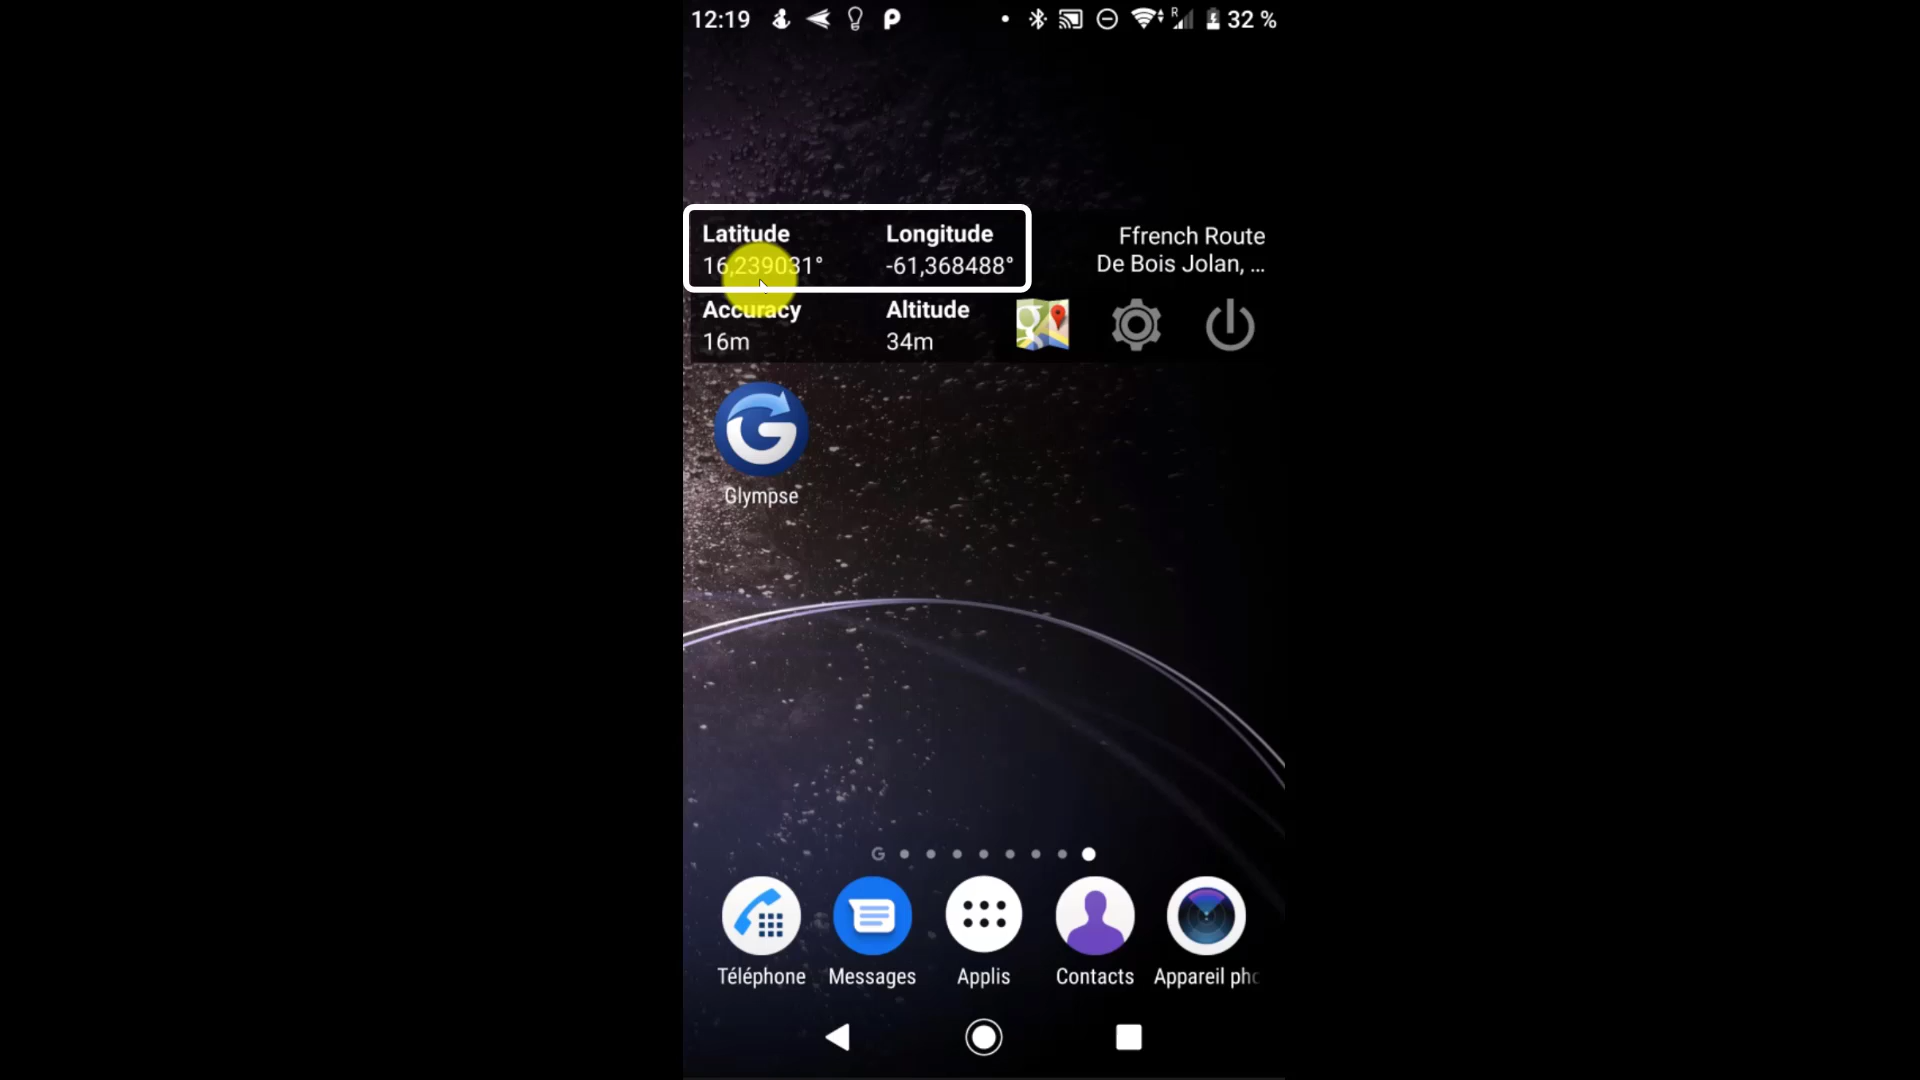 12:19
32 %
Latitude Longitude
16,239031° -61,368488°
Ffrench Route
De Bois Jolan, ...
Accuracy Altitude
16m 34m
Glympse
Téléphone Messages Applis Contacts Appareil pho